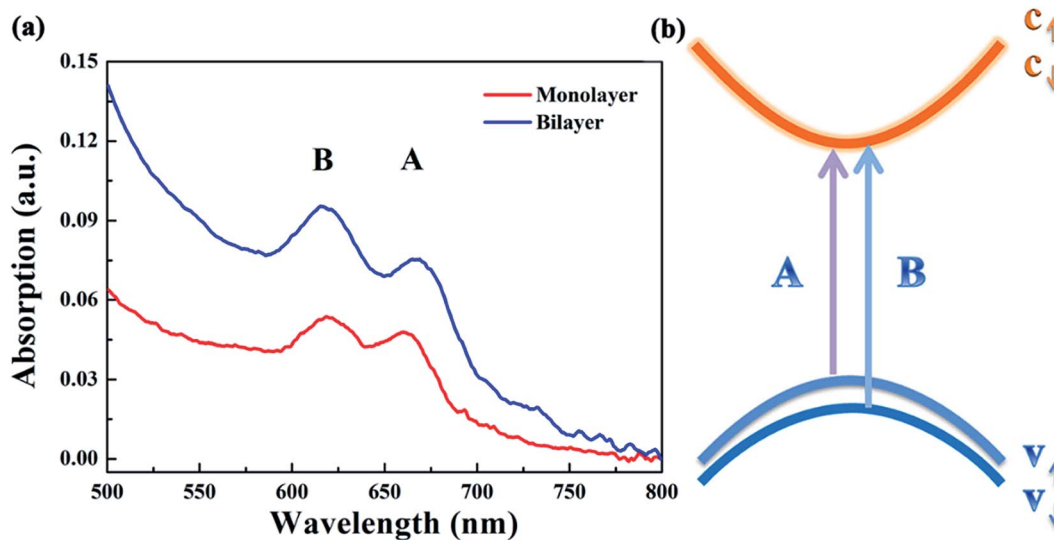 (a)
Absorption (a.u.)
0.15
0.12
0.09
0.06
0.03
0.00
Monolayer
Bilayer
B A
500 550 600 650 700 750 800
Wavelength (nm)
(b)
c↑
c↓
A B
v↑
v↓